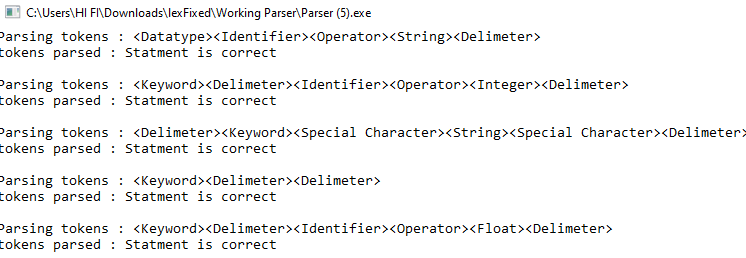 C:\Users\HI FI\Downloads\lexFixed\Working Parser\Parser (5).exe
Parsing tokens : <Datatype><Identifier><Operator><String><Delimeter>
tokens parsed : Statment is correct
Parsing tokens : <Keyword><Delimeter><Identifier><Operator><Integer><Delimeter>
tokens parsed : Statment is correct
Parsing tokens : <Delimeter><Keyword><Special Character><String><Special Character><Delimeter>
tokens parsed : Statment is correct
Parsing tokens : <Keyword><Delimeter><Delimeter>
tokens parsed : Statment is correct
Parsing tokens : <Keyword><Delimeter><Identifier><Operator><Float><Delimeter>
tokens parsed : Statment is correct